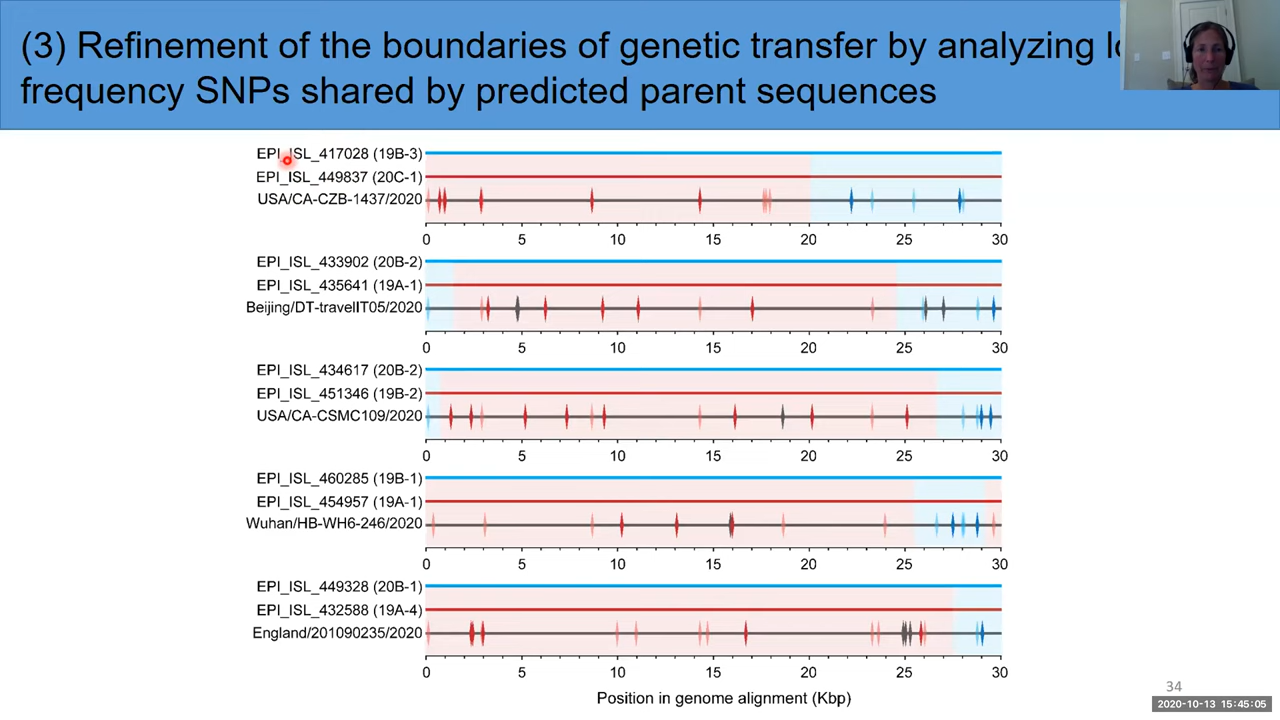 (3) Refinement of the boundaries of genetic transfer by analyzing
frequency SNPs shared by predicted parent sequences
EPI_ISL_417028 (19B-3)
EPI_ISL_449837 (20C-1)
USA/CA-CZB-1437/2020
0 5 10 15 20 25 30
EPI_ISL_433902 (20B-2)
EPI_ISL_435641 (19A-1)
Beijing/DT-travelIT05/2020
0 5 10 15 20 25 30
EPI_ISL_434617 (20B-2)
EPI_ISL_451346 (19B-2)
USA/CA-CSMC109/2020
0 5 10 15 20 25 30
EPI_ISL_460285 (19B-1)
EPI_ISL_454957 (19A-1)
Wuhan/HB-WH6-246/2020
0 5 10 15 20 25 30
EPI_ISL_449328 (20B-1)
EPI_ISL_432588 (19A-4)
England/201090235/2020
0 5 10 15 20 25 30
Position in genome alignment (Kbp)
34
2020-10-13 15:45:05